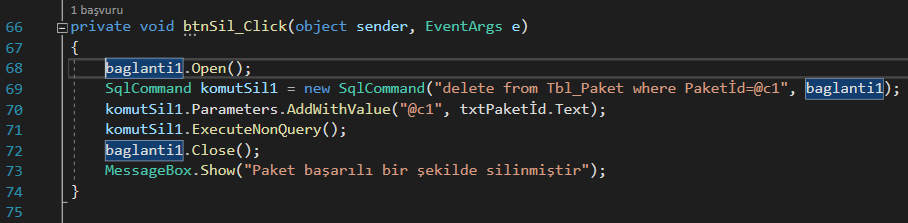 1 başvuru
66 private void btnSil_Click(object sender, EventArgs e)
67 {
68 baglanti1.Open();
69 SqlCommand komutSil1 = new SqlCommand("delete from Tbl_Paket where Paketİd=@c1", baglanti1);
70 komutSil1.Parameters.AddWithValue("@c1", txtPaketİd.Text);
71 komutSil1.ExecuteNonQuery();
72 baglanti1.Close();
73 MessageBox.Show("Paket başarılı bir şekilde silinmiştir");
74 }
75